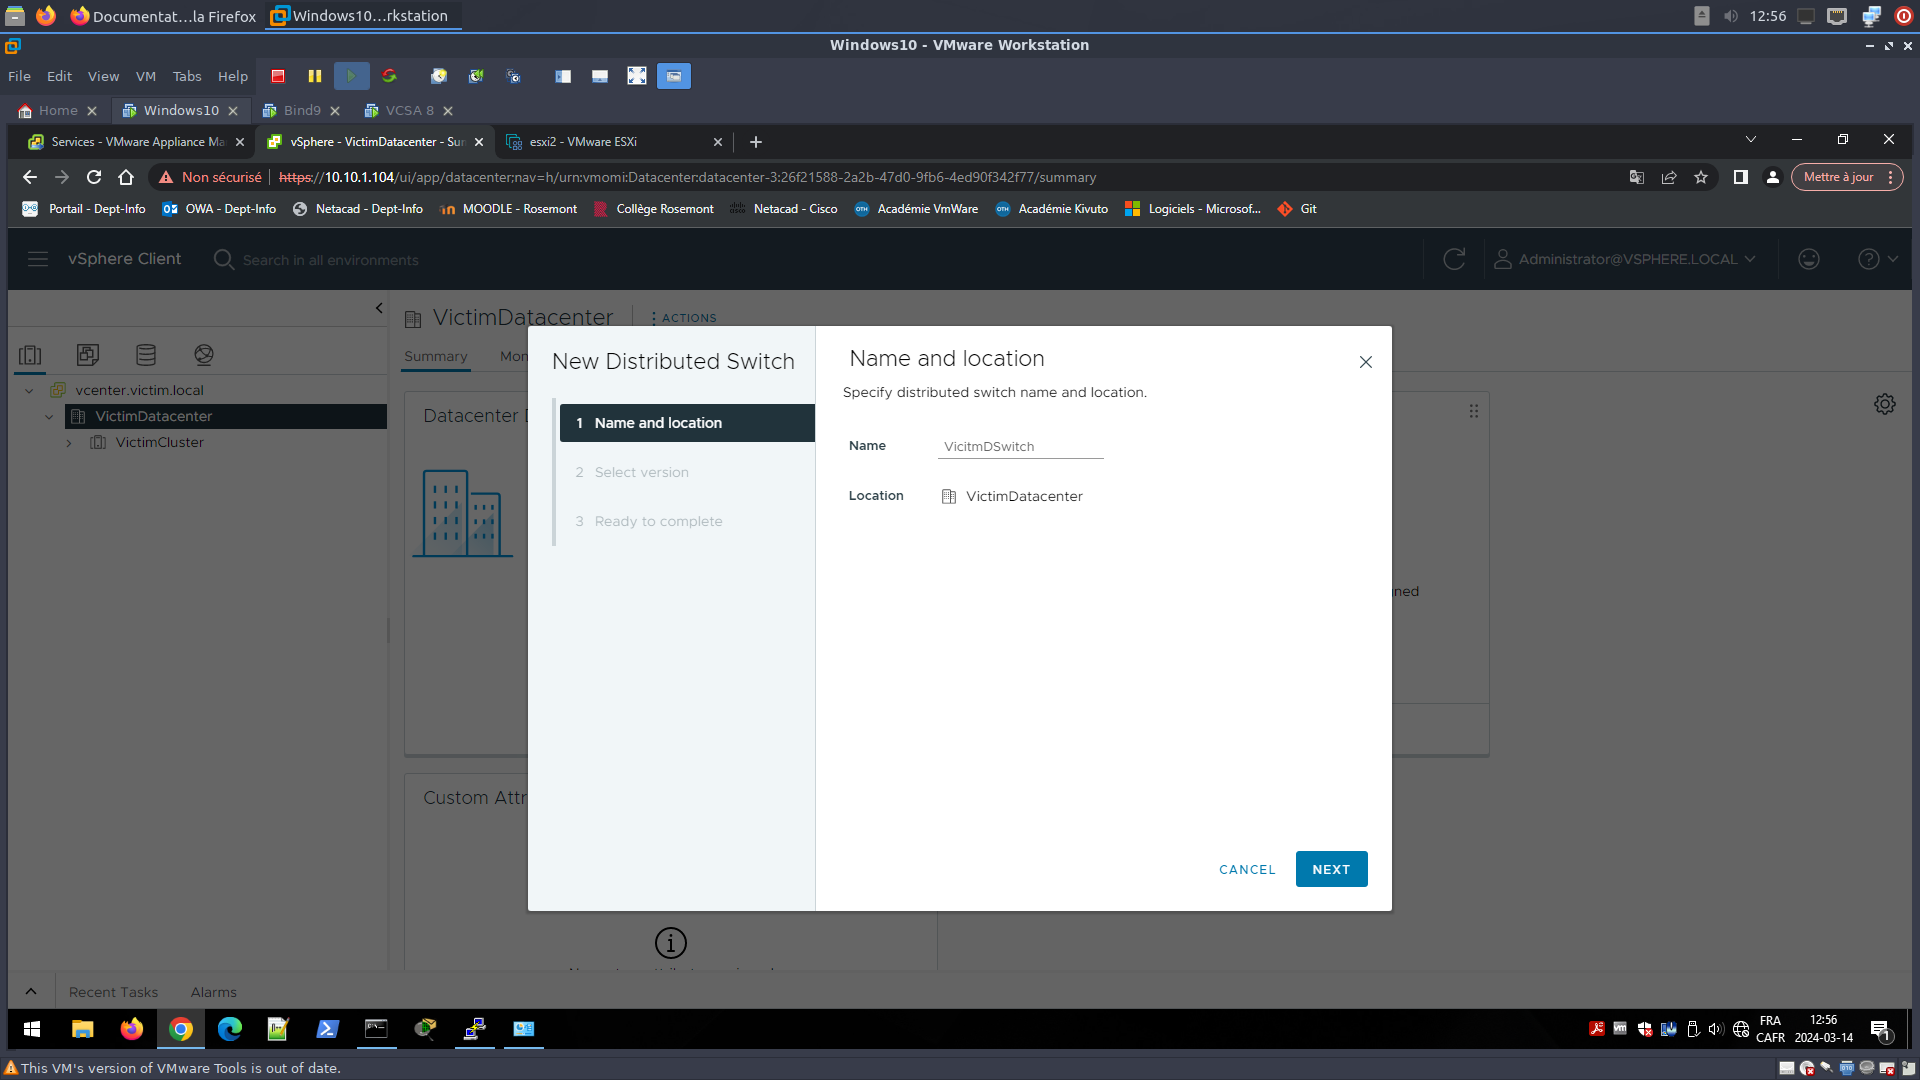 Documentat...la Firefox
Windows10...rkstation
12:56
Windows10 - VMware Workstation
File Edit View VM Tabs Help
Home
Windows10
Bind9
VCSA 8
Services - VMware Appliance Ma
vSphere - VictimDatacenter - Sur
esxi2 - VMware ESXi
Non sécurisé
https://10.10.1.104/ui/app/datacenter;nav=h/urn:vmomi:Datacenter:datacenter-3:26f21588-2a2b-47d0-9fb6-4ed90f342f77/summary
Mettre à jour
Portail - Dept-Info
OWA - Dept-Info
Netacad - Dept-Info
MOODLE - Rosemont
Collège Rosemont
Netacad - Cisco
Académie VmWare
Académie Kivuto
Logiciels - Microsof...
Git
vSphere Client
Search in all environments
Administrator@VSPHERE.LOCAL
VictimDatacenter
ACTIONS
Summary
Mon
vcenter.victim.local
VictimDatacenter
VictimCluster
Datacenter D
New Distributed Switch
1 Name and location
2 Select version
3 Ready to complete
Name and location
Specify distributed switch name and location.
Name
VicitmDSwitch
Location
VictimDatacenter
ned
Custom Attr
CANCEL
NEXT
Recent Tasks
Alarms
FRA
CAFR
12:56
2024-03-14
1
This VM's version of VMware Tools is out of date.